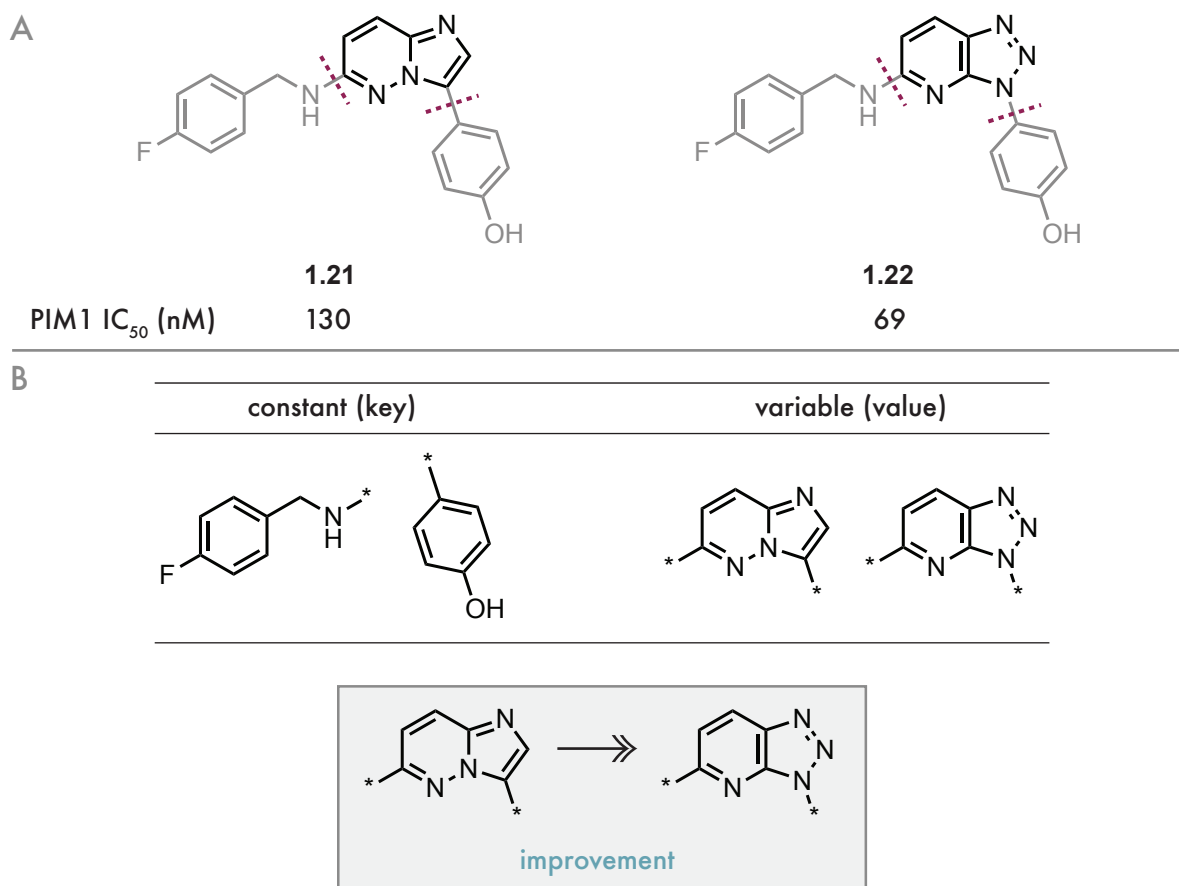 A
N
N
N
N
N
N
N
N
H
N
H
F
F
OH
OH
1.21 1.22
PIM1 IC50 (nM) 130 69
B
constant (key) variable (value)
*
*
N
H
F
OH
N
N
N
*
*
N
N
N
N
*
*
N
N
N
*
*
N
N
N
N
*
*
improvement